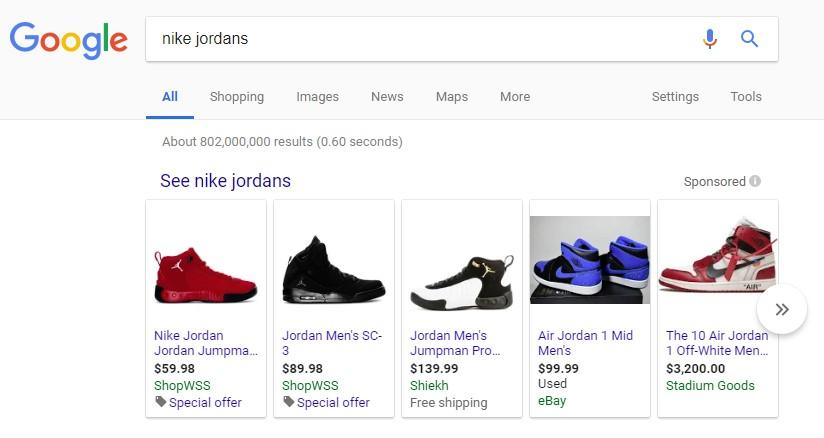 Google
nike jordans
All Shopping Images News Maps More Settings Tools
About 802,000,000 results (0.60 seconds)
See nike jordans
Sponsored
Nike Jordan
Jordan Jumpma...
$59.98
ShopWSS
Special offer
Jordan Men's SC-
3
$89.98
ShopWSS
Special offer
Jordan Men's
Jumpman Pro...
$139.99
Shiekh
Free shipping
Air Jordan 1 Mid
Men's
$99.99
Used
eBay
"AIR"
The 10 Air Jordan
1 Off-White Men...
$3,200.00
Stadium Goods